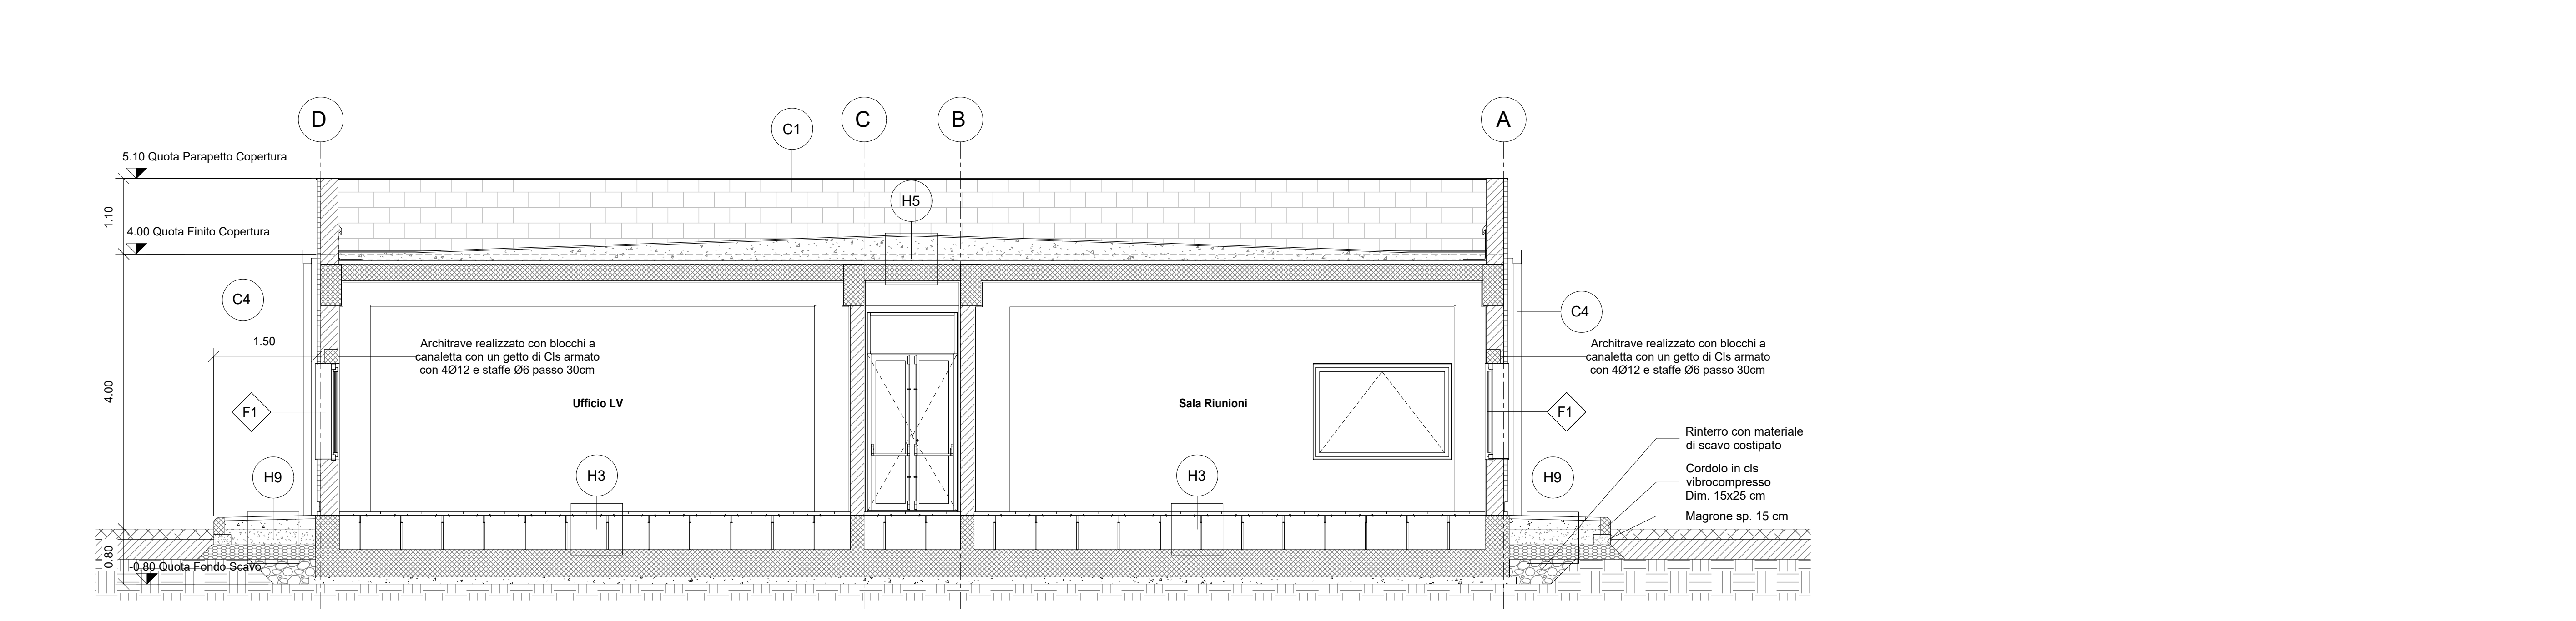 D
C
B
A
C1
5.10 Quota Parapetto Copertura
1.10
H5
4.00 Quota Finito Copertura
C4
C4
1.50
Architrave realizzato con blocchi a
canaletta con un getto di Cls armato
con 4Ø12 e staffe Ø6 passo 30cm
Architrave realizzato con blocchi a
canaletta con un getto di Cls armato
con 4Ø12 e staffe Ø6 passo 30cm
4.00
F1
Ufficio LV
Sala Riunioni
F1
Rinterro con materiale
di scavo costipato
H9
H3
H3
H9
Cordolo in cls
vibrocompresso
Dim. 15x25 cm
Magrone sp. 15 cm
0.80
-0.80 Quota Fondo Scavo